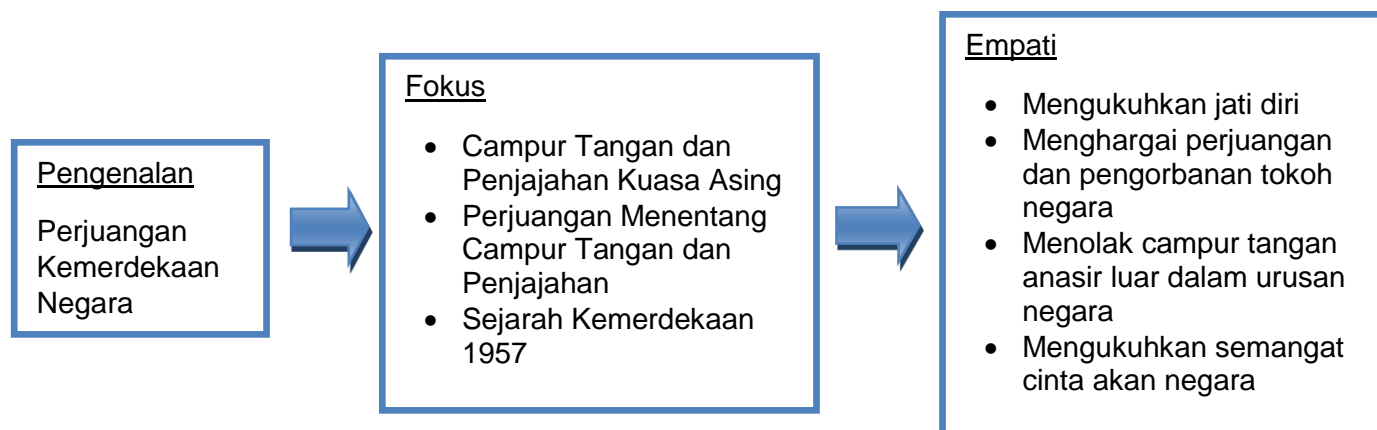 Pengenalan
Perjuangan
Kemerdekaan
Negara
Fokus
• Campur Tangan dan
Penjajahan Kuasa Asing
• Perjuangan Menentang
Campur Tangan dan
Penjajahan
• Sejarah Kemerdekaan
1957
Empati
• Mengukuhkan jati diri
• Menghargai perjuangan
dan pengorbanan tokoh
negara
• Menolak campur tangan
anasir luar dalam urusan
negara
• Mengukuhkan semangat
cinta akan negara